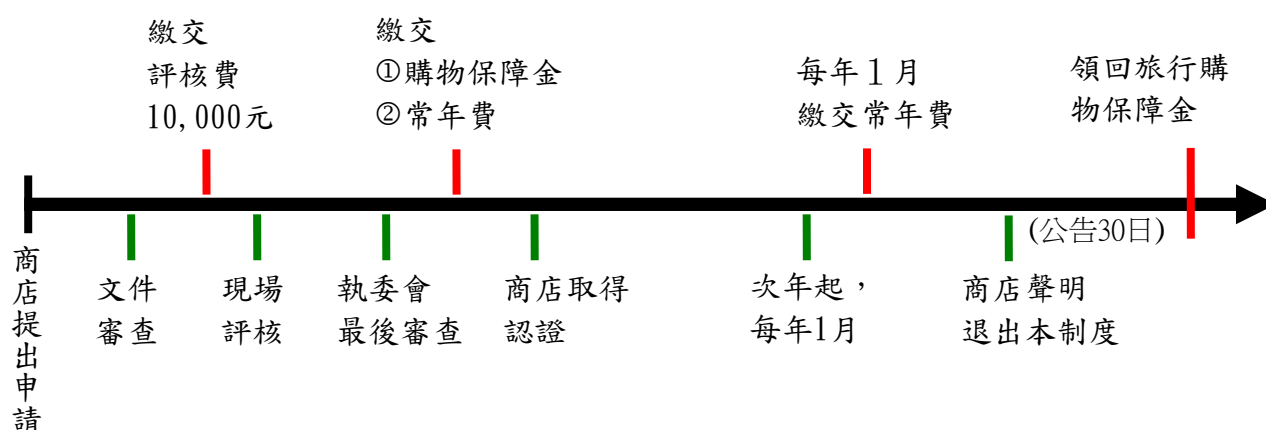 繳交
評核費
10,000元
繳交
①購物保障金
②常年費
每年1月
繳交常年費
領回旅行購
物保障金
(公告30日)
商店提出申請
文件
審查
現場
評核
執委會
最後審查
商店取得
認證
次年起，
每年1月
商店聲明
退出本制度